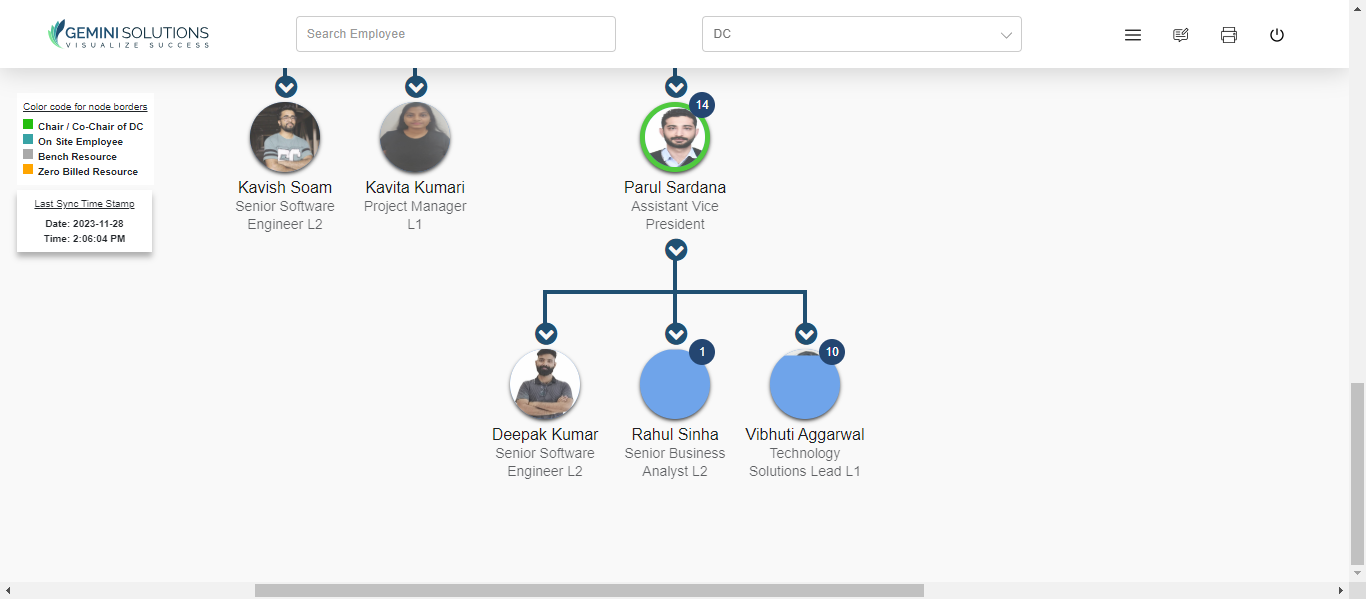 GEMINI SOLUTIONS
VISUALIZE SUCCESS
Search Employee
DC
Color code for node borders
Chair / Co-Chair of DC
On Site Employee
Bench Resource
Zero Billed Resource
Last Sync Time Stamp
Date: 2023-11-28
Time: 2:06:04 PM
Kavish Soam
Senior Software
Engineer L2
Kavita Kumari
Project Manager
L1
14
Parul Sardana
Assistant Vice
President
Deepak Kumar
Senior Software
Engineer L2
1
Rahul Sinha
Senior Business
Analyst L2
10
Vibhuti Aggarwal
Technology
Solutions Lead L1